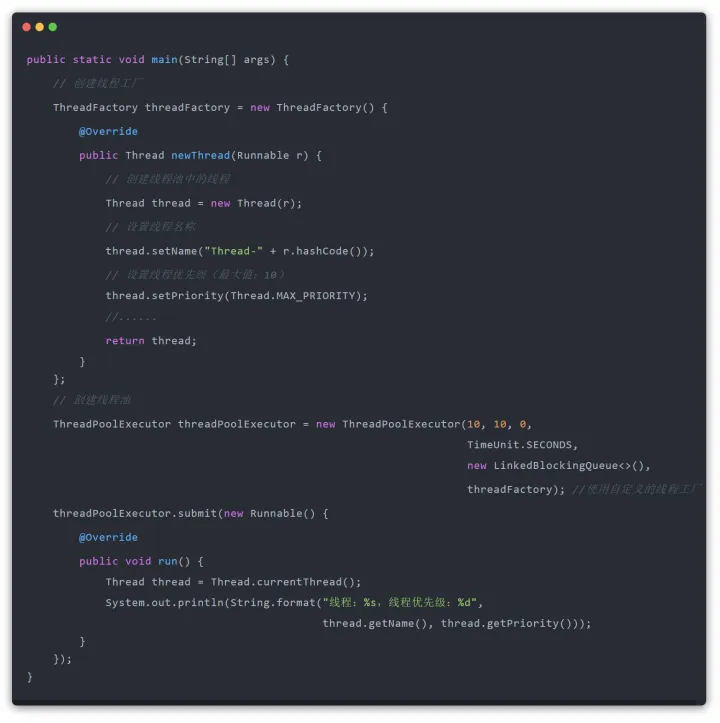 public static void main(String[] args) {
// 创建线程工厂
ThreadFactory threadFactory = new ThreadFactory() {
@Override
public Thread newThread(Runnable r) {
// 创建线程池中的线程
Thread thread = new Thread(r);
// 设置线程名称
thread.setName("Thread-" + r.hashCode());
// 设置线程优先级（最大值：10）
thread.setPriority(Thread.MAX_PRIORITY);
//......
return thread;
}
};
// 创建线程池
ThreadPoolExecutor threadPoolExecutor = new ThreadPoolExecutor(10, 10, 0,
TimeUnit.SECONDS,
new LinkedBlockingQueue<>(),
threadFactory); //使用自定义的线程工厂
threadPoolExecutor.submit(new Runnable() {
@Override
public void run() {
Thread thread = Thread.currentThread();
System.out.println(String.format("线程：%s，线程优先级：%d",
thread.getName(), thread.getPriority()));
}
});
}